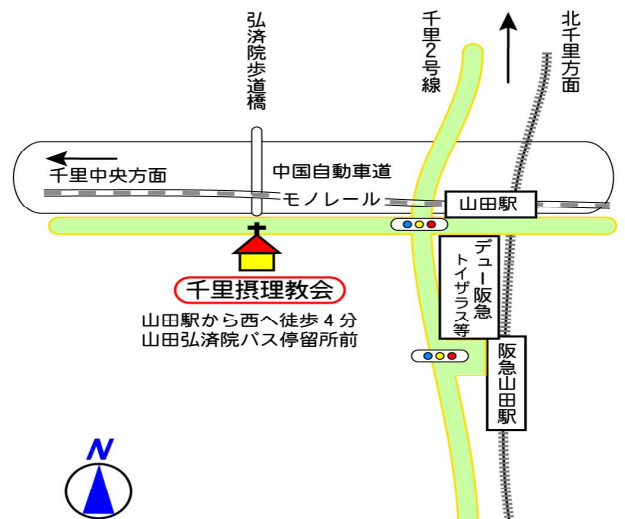 弘済院歩道橋
千里2号線
北千里方面
千里中央方面
中国自動車道
モノレール
山田駅
千里摂理教会
山田駅から西へ徒歩4分
山田弘済院バス停留所前
デュー阪急
トイザラス等
阪急山田駅
N